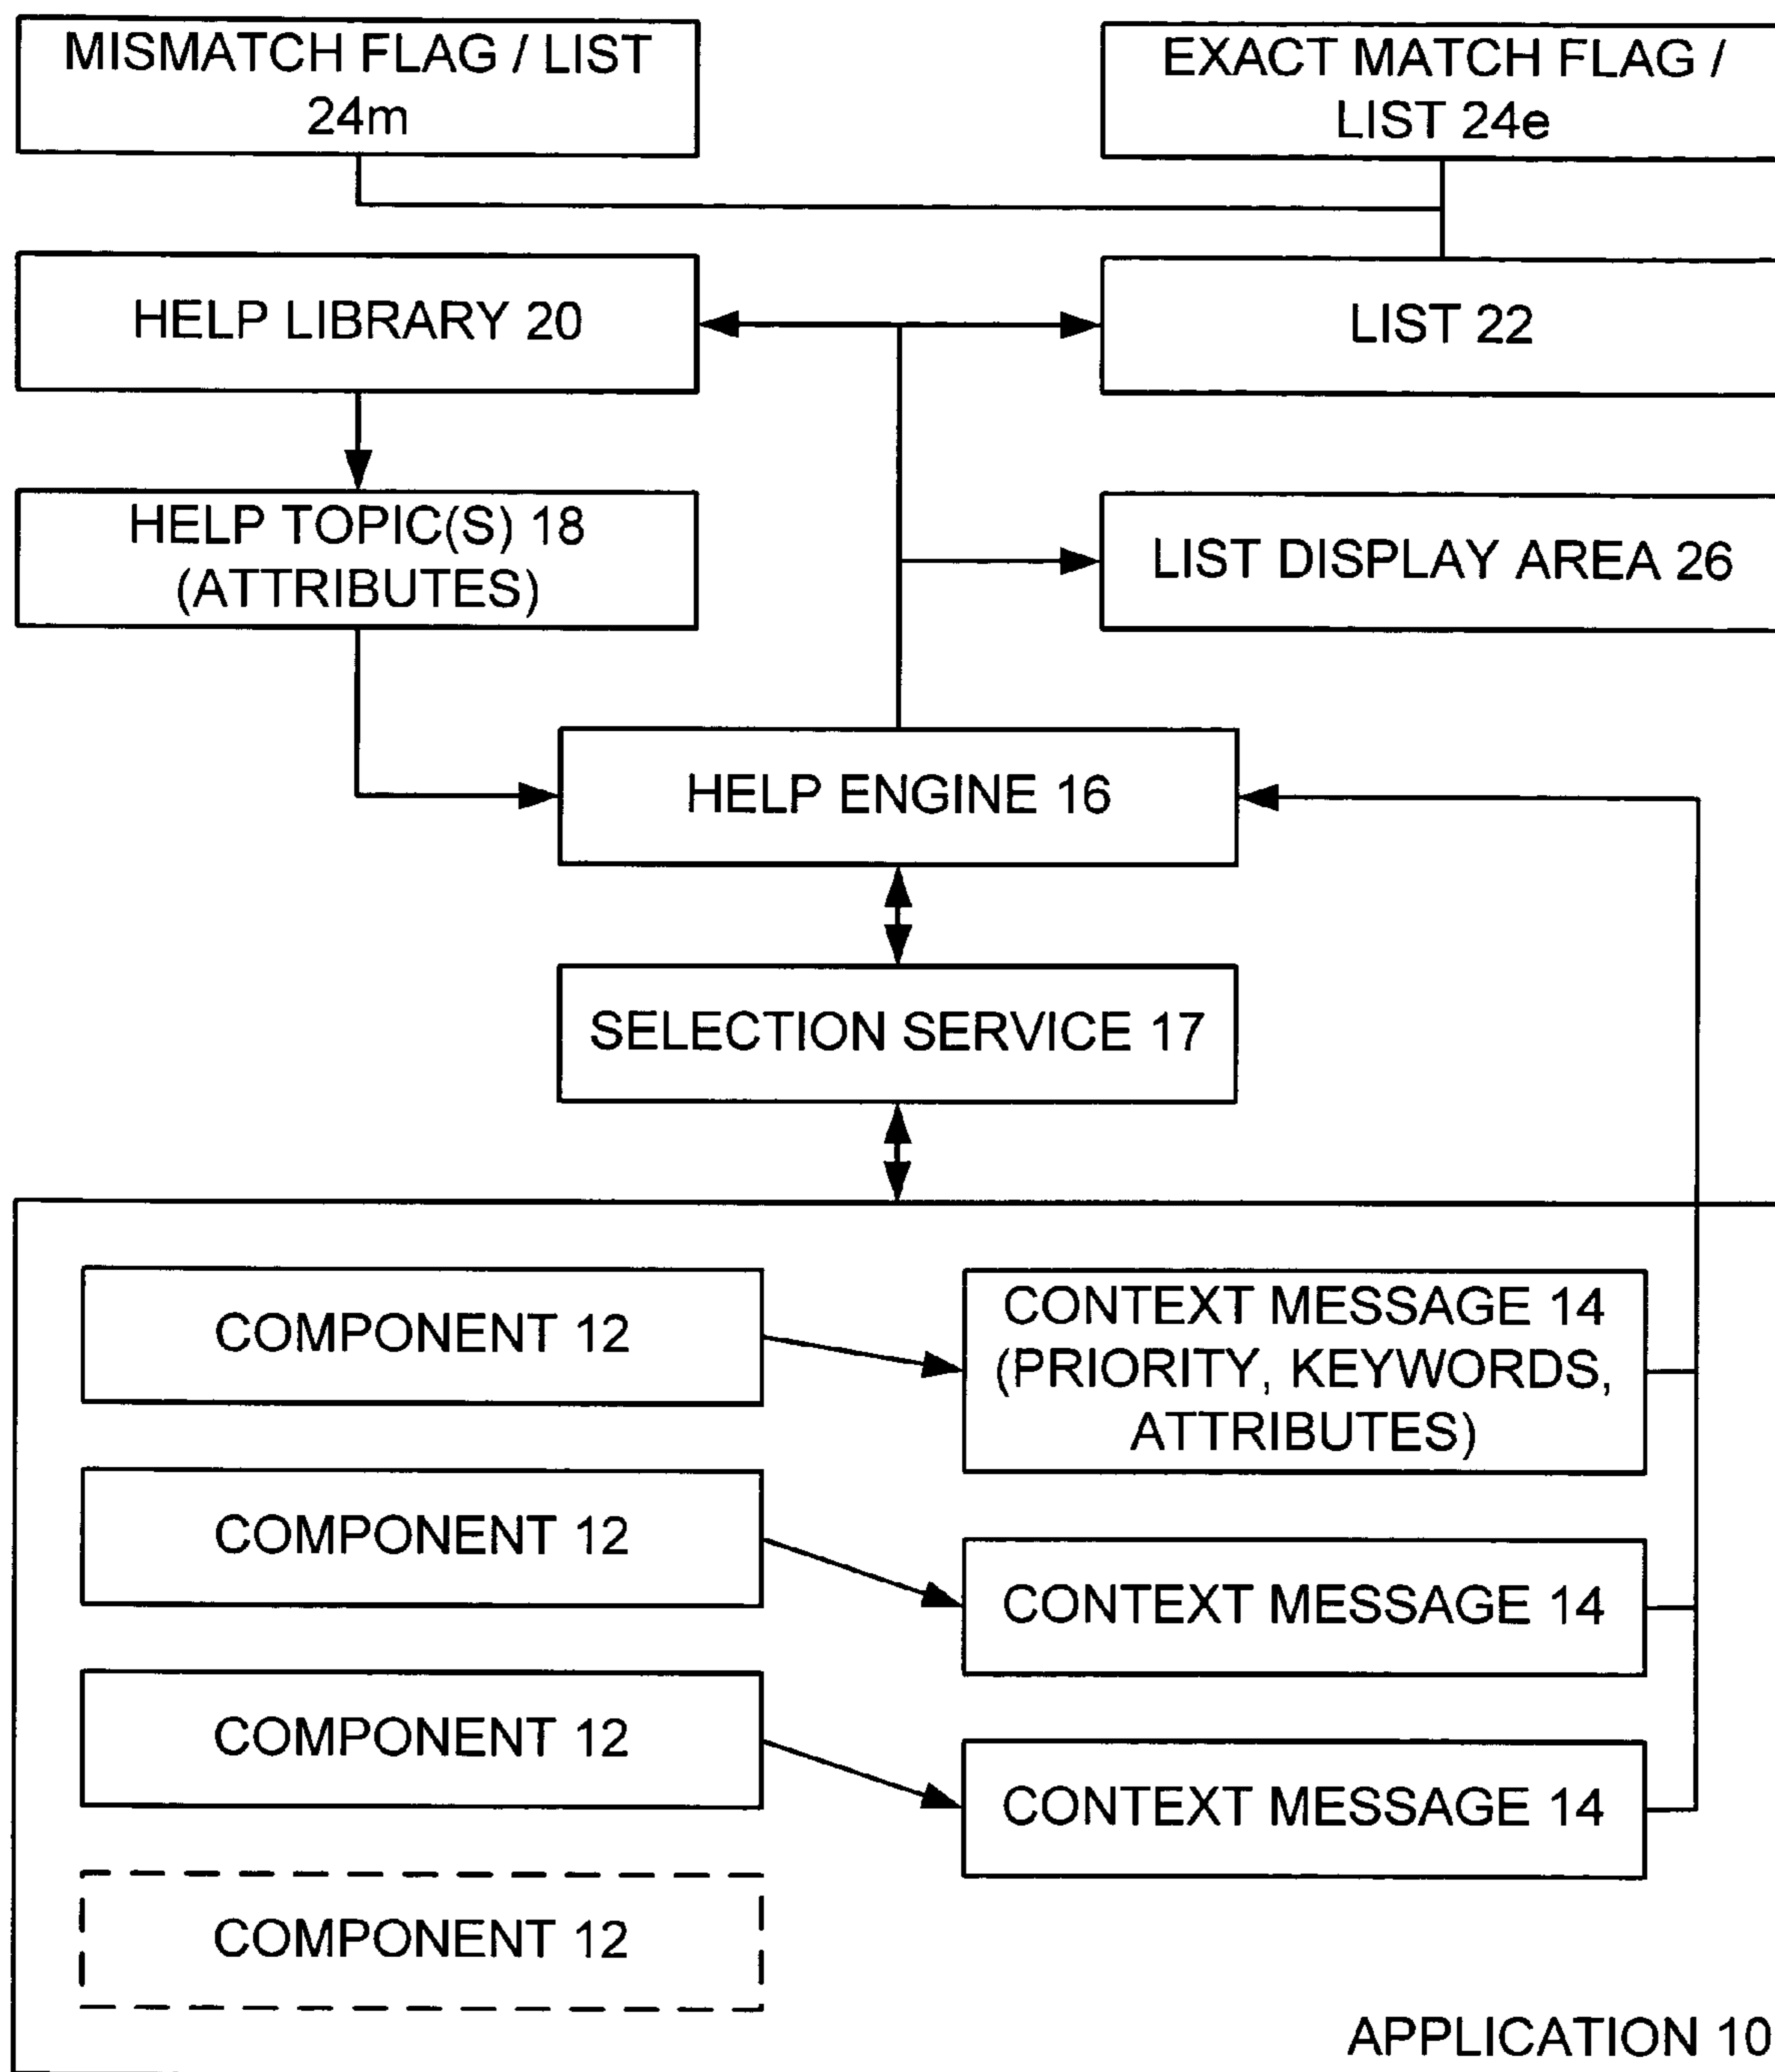 MISMATCH FLAG / LIST
24m
EXACT MATCH FLAG /
LIST 24e
HELP LIBRARY 20
LIST 22
HELP TOPIC(S) 18
(ATTRIBUTES)
LIST DISPLAY AREA 26
HELP ENGINE 16
SELECTION SERVICE 17
COMPONENT 12
CONTEXT MESSAGE 14
(PRIORITY, KEYWORDS,
ATTRIBUTES)
COMPONENT 12
CONTEXT MESSAGE 14
COMPONENT 12
CONTEXT MESSAGE 14
COMPONENT 12
APPLICATION 10